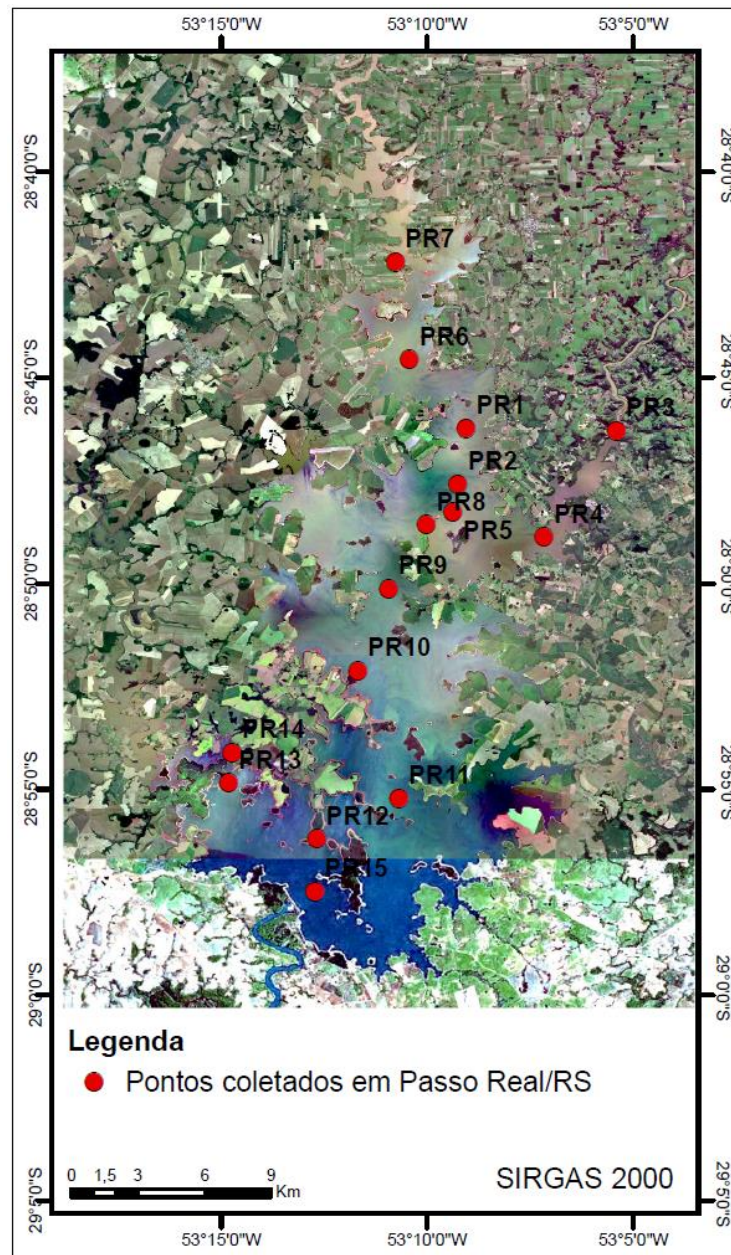 53°15'0"W 53°10'0"W 53°5'0"W
28°40'0"S 28°40'0"S
PR7
PR6
28°45'0"S 28°45'0"S
PR1 PR3
PR2
PR8
PR5 PR4
PR9
28°50'0"S 28°50'0"S
PR10
PR14
PR13
PR11
28°55'0"S 28°55'0"S
PR12
PR15
29°0'0"S 29°0'0"S
Legenda
Pontos coletados em Passo Real/RS
0 1,5 3 6 9
Km
SIRGAS 2000
29°5'0"S 29°5'0"S
53°15'0"W 53°10'0"W 53°5'0"W